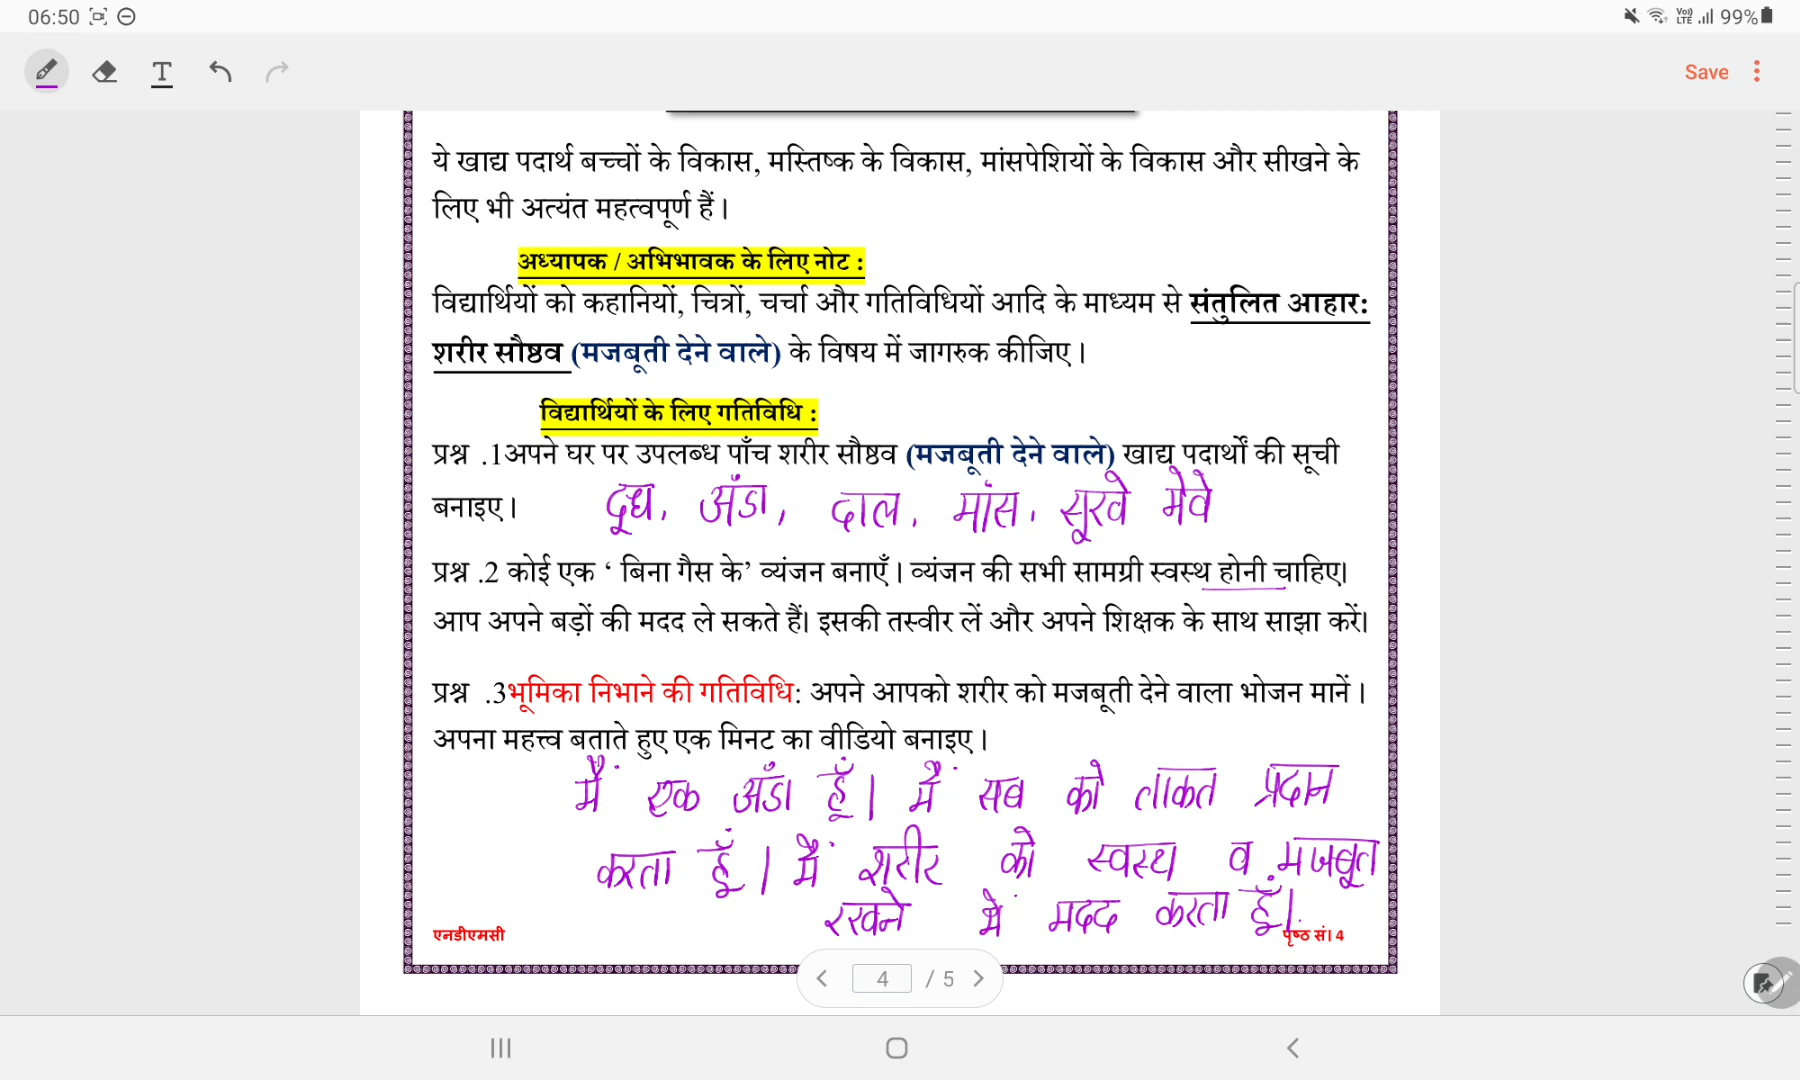 06:50
Vo)) LTE 99%
T Save
ये खाद्य पदार्थ बच्चों के विकास, मस्तिष्क के विकास, मांसपेशियों के विकास और सीखने के
लिए भी अत्यंत महत्वपूर्ण हैं।
अध्यापक / अभिभावक के लिए नोट :
विद्यार्थियों को कहानियों, चित्रों, चर्चा और गतिविधियों आदि के माध्यम से संतुलित आहार:
शरीर सौष्ठव (मजबूती देने वाले) के विषय में जागरुक कीजिए।
विद्यार्थियों के लिए गतिविधि :
प्रश्न .1अपने घर पर उपलब्ध पाँच शरीर सौष्ठव (मजबूती देने वाले) खाद्य पदार्थों की सूची
बनाइए। दूध, अंडा, दाल, मांस, सूखे मेवे
प्रश्न .2 कोई एक ‘ बिना गैस के’ व्यंजन बनाएँ। व्यंजन की सभी सामग्री स्वस्थ होनी चाहिए।
आप अपने बड़ों की मदद ले सकते हैं। इसकी तस्वीर लें और अपने शिक्षक के साथ साझा करें।
प्रश्न .3भूमिका निभाने की गतिविधि: अपने आपको शरीर को मजबूती देने वाला भोजन मानें।
अपना महत्त्व बताते हुए एक मिनट का वीडियो बनाइए।
मैं एक अंडा हूँ। मैं सब को ताकत प्रदान
करता हूँ। मैं शरीर को स्वस्थ व मजबूत
रखने में मदद करता हूँ।
एनडीएमसी पृष्ठ सं। 4
4 / 5